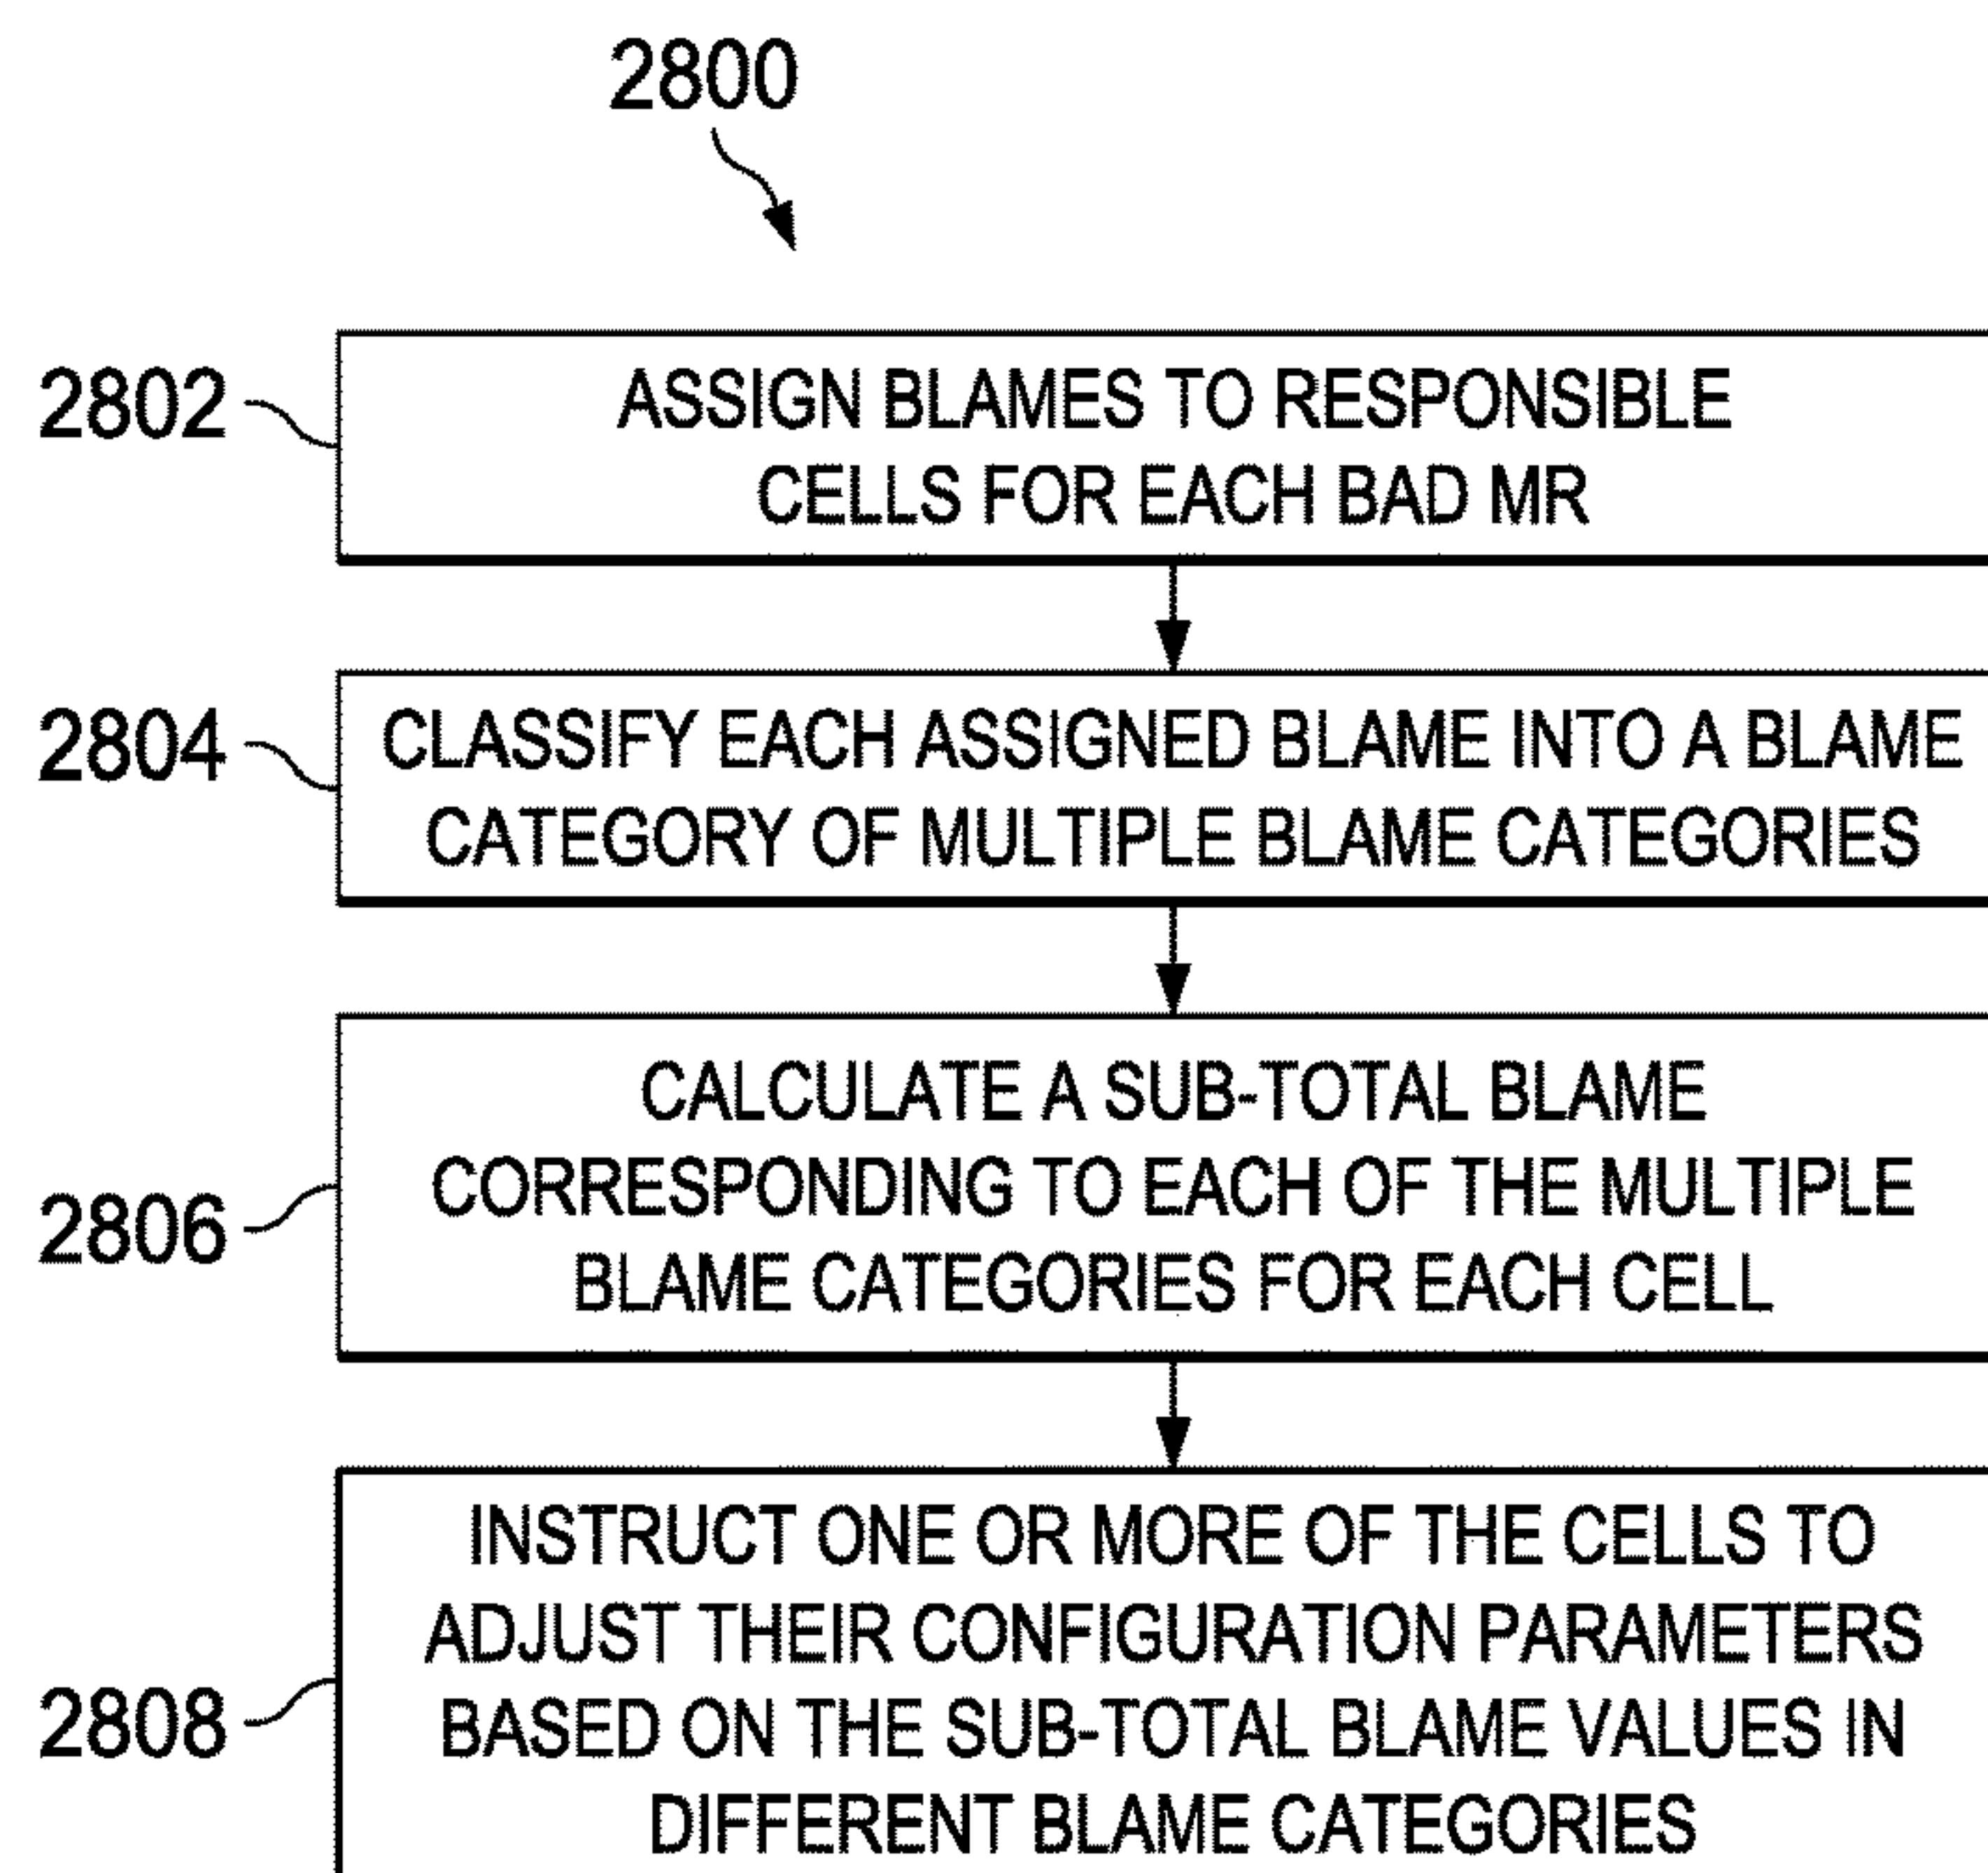 2800
2802
ASSIGN BLAMES TO RESPONSIBLE
CELLS FOR EACH BAD MR
2804
CLASSIFY EACH ASSIGNED BLAME INTO A BLAME
CATEGORY OF MULTIPLE BLAME CATEGORIES
2806
CALCULATE A SUB-TOTAL BLAME
CORRESPONDING TO EACH OF THE MULTIPLE
BLAME CATEGORIES FOR EACH CELL
2808
INSTRUCT ONE OR MORE OF THE CELLS TO
ADJUST THEIR CONFIGURATION PARAMETERS
BASED ON THE SUB-TOTAL BLAME VALUES IN
DIFFERENT BLAME CATEGORIES